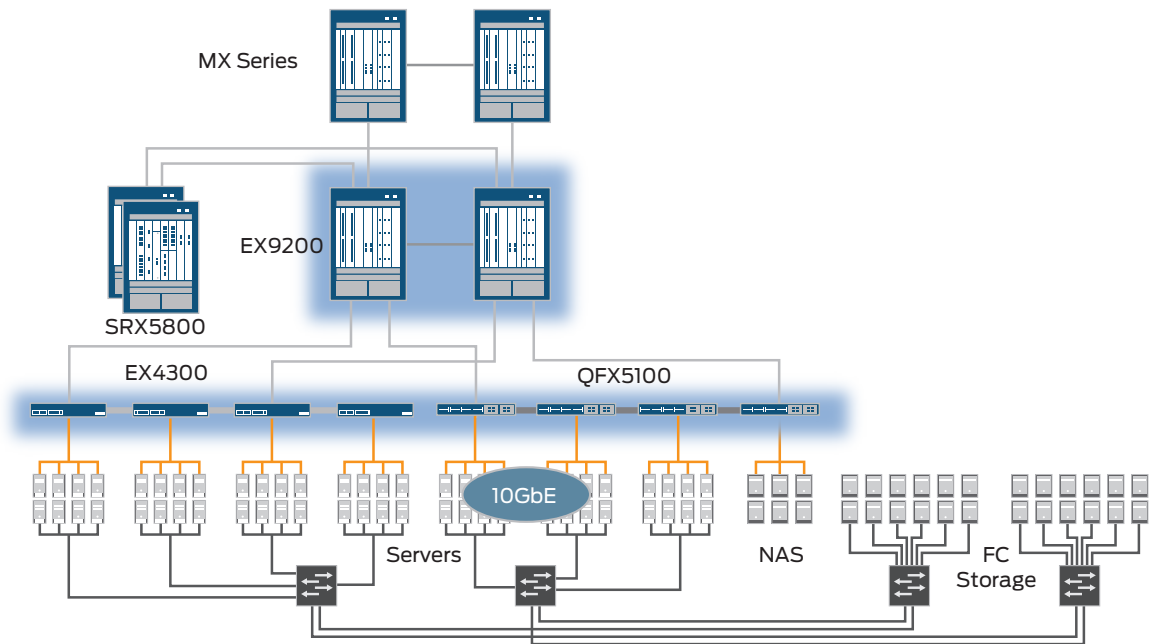 MX Series
EX9200
SRX5800
EX4300
QFX5100
10GbE
Servers
NAS
FC
Storage